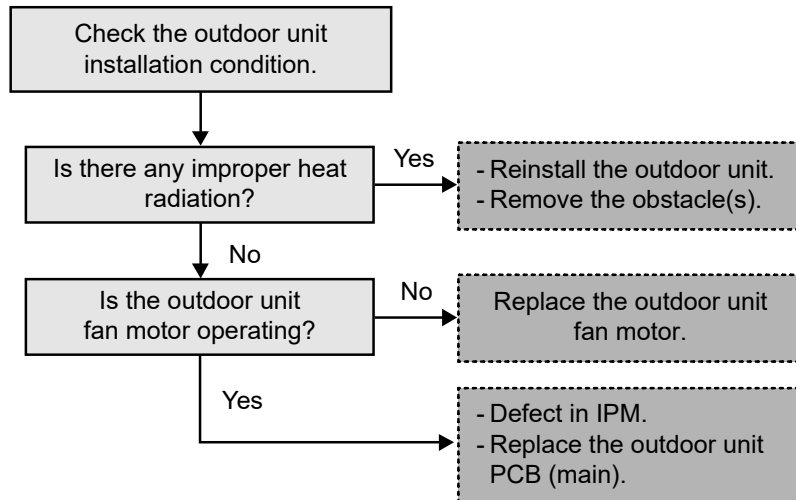 Check the outdoor unit
installation condition.
Is there any improper heat
radiation?
Yes
- Reinstall the outdoor unit.
- Remove the obstacle(s).
No
Is the outdoor unit
fan motor operating?
No
Replace the outdoor unit
fan motor.
Yes
- Defect in IPM.
- Replace the outdoor unit
PCB (main).